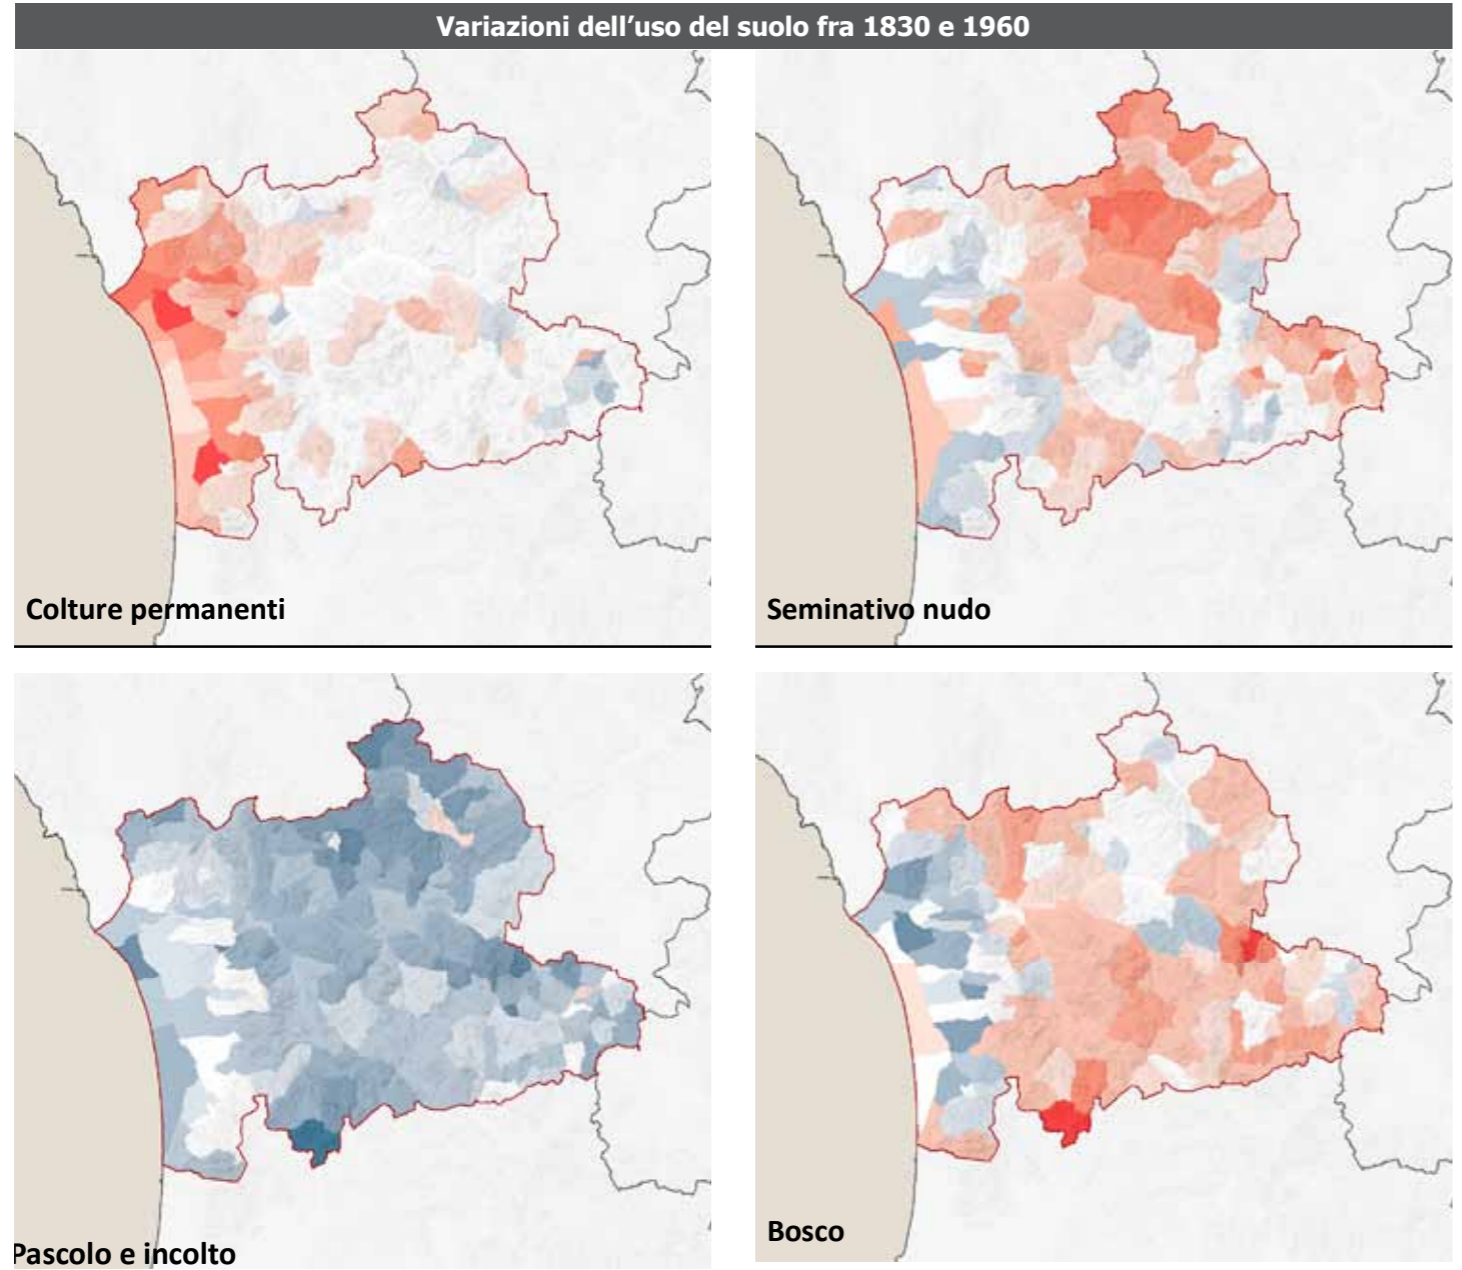 Variazioni dell’uso del suolo fra 1830 e 1960
Colture permanenti
Seminativo nudo
Pascolo e incolto
Bosco